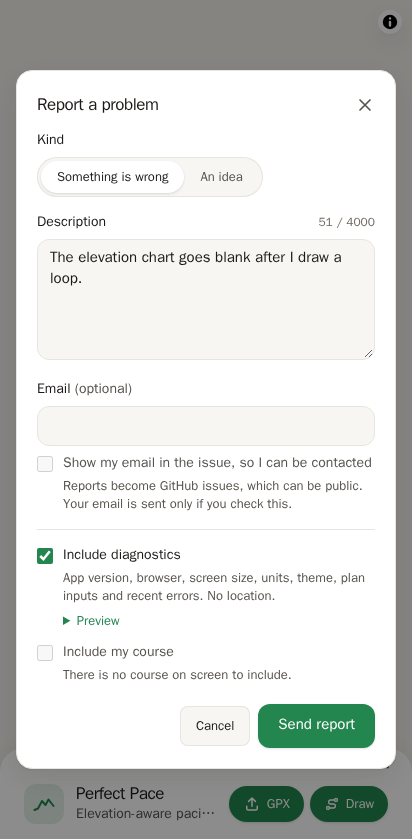 Report a problem
Kind
Something is wrong
An idea
Description
51 / 4000
The elevation chart goes blank after I draw a
loop.
Email (optional)
Show my email in the issue, so I can be contacted
Reports become GitHub issues, which can be public.
Your email is sent only if you check this.
Include diagnostics
App version, browser, screen size, units, theme, plan
inputs and recent errors. No location.
Preview
Include my course
There is no course on screen to include.
Cancel
Send report
Perfect Pace
Elevation-aware paci···
GPX
Draw